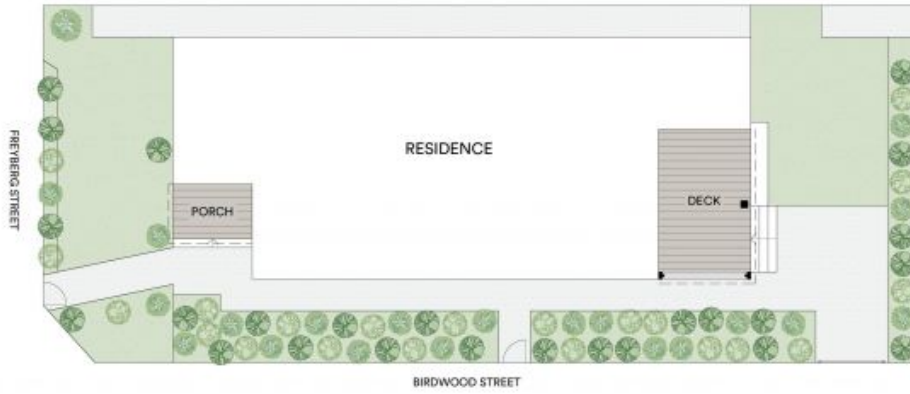 FREYBERG STREET
RESIDENCE
PORCH
DECK
BIRDWOOD STREET